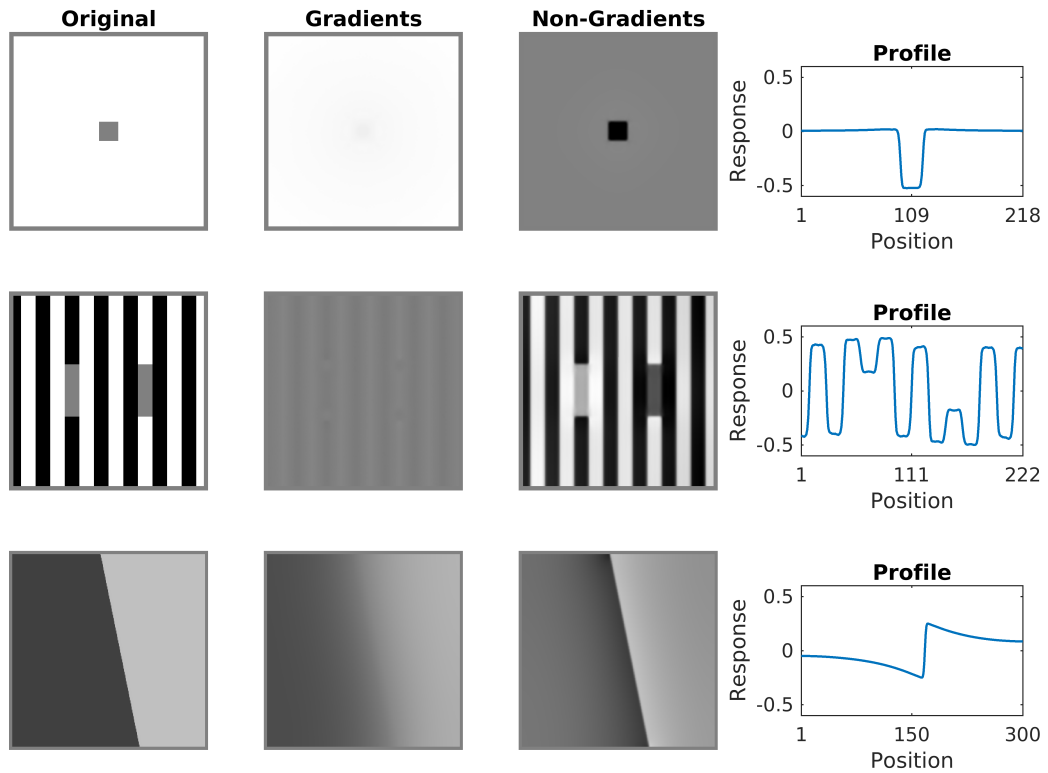 Original
Gradients
Non-Gradients
Profile
Response
0.5
0
-0.5
1
109
218
Position
Profile
Response
0.5
0
-0.5
1
111
222
Position
Profile
Response
0.5
0
-0.5
1
150
300
Position